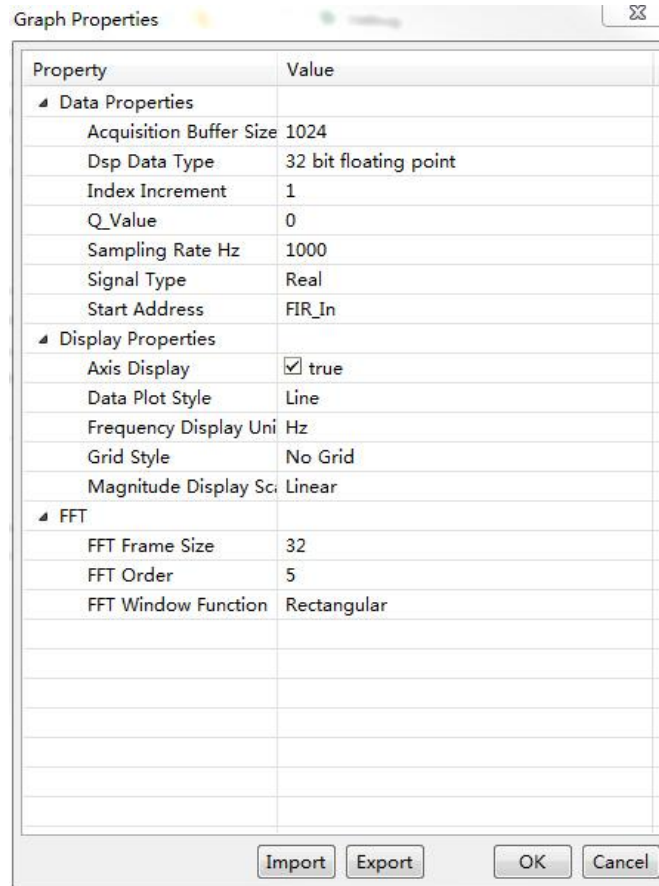 Graph Properties
Property Value
Data Properties
Acquisition Buffer Size 1024
Dsp Data Type 32 bit floating point
Index Increment 1
Q_Value 0
Sampling Rate Hz 1000
Signal Type Real
Start Address FIR_In
Display Properties
Axis Display true
Data Plot Style Line
Frequency Display Uni Hz
Grid Style No Grid
Magnitude Display Sca Linear
FFT
FFT Frame Size 32
FFT Order 5
FFT Window Function Rectangular
Import Export OK Cancel